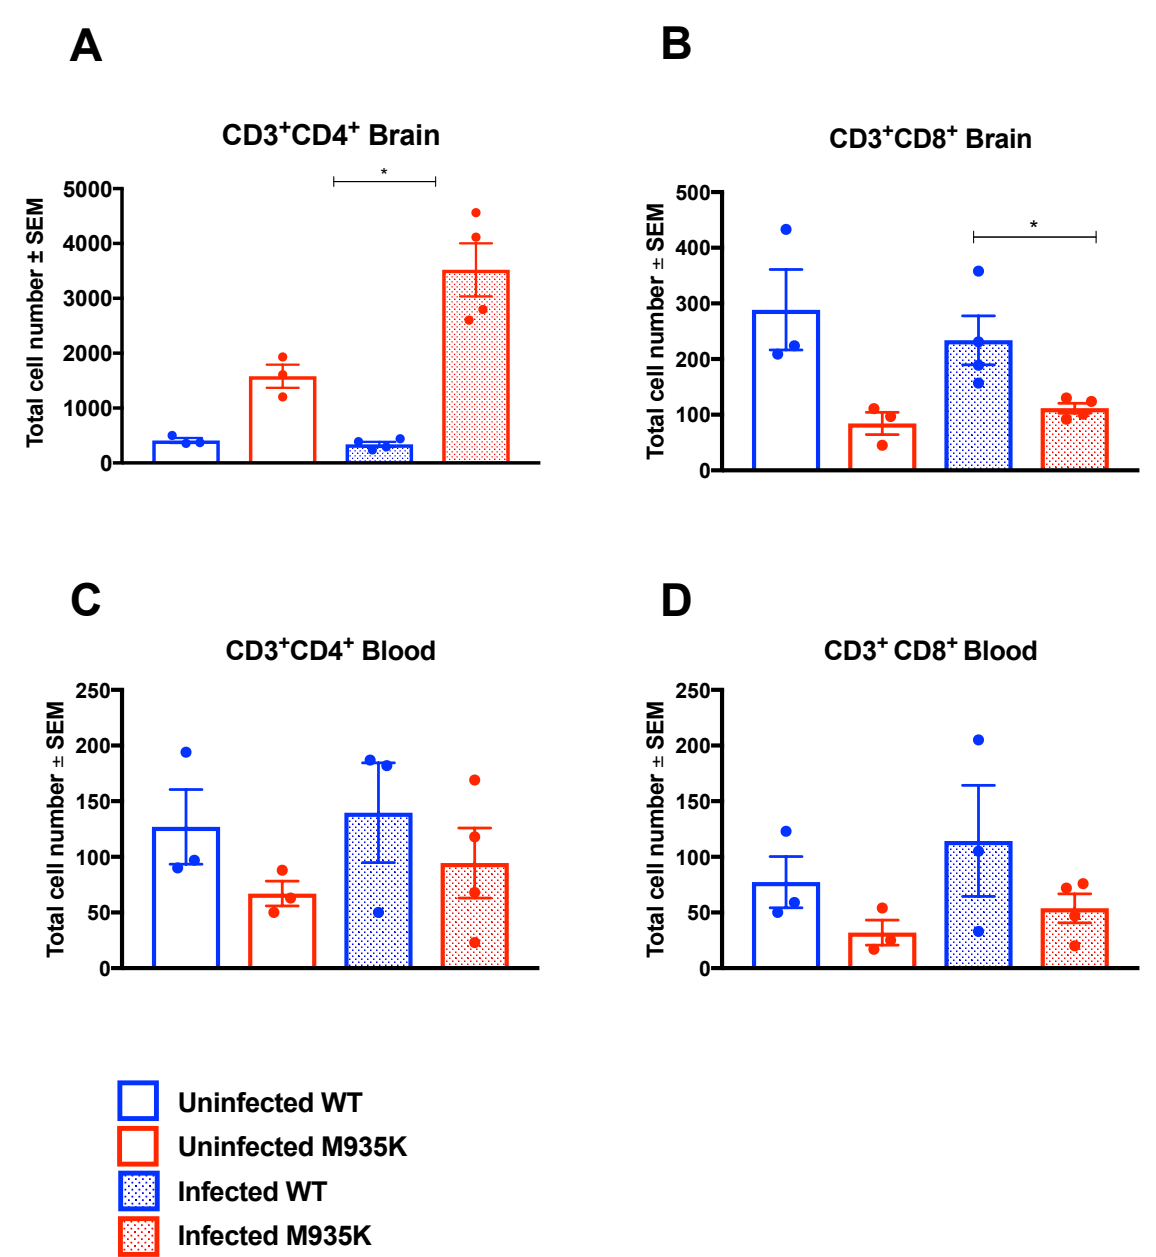 A
CD3+CD4+ Brain
Total cell number ± SEM
5000
4000
3000
2000
1000
0
*
B
CD3+CD8+ Brain
Total cell number ± SEM
500
400
300
200
100
0
*
C
CD3+CD4+ Blood
Total cell number ± SEM
250
200
150
100
50
0
D
CD3+ CD8+ Blood
Total cell number ± SEM
250
200
150
100
50
0
Uninfected WT
Uninfected M935K
Infected WT
Infected M935K